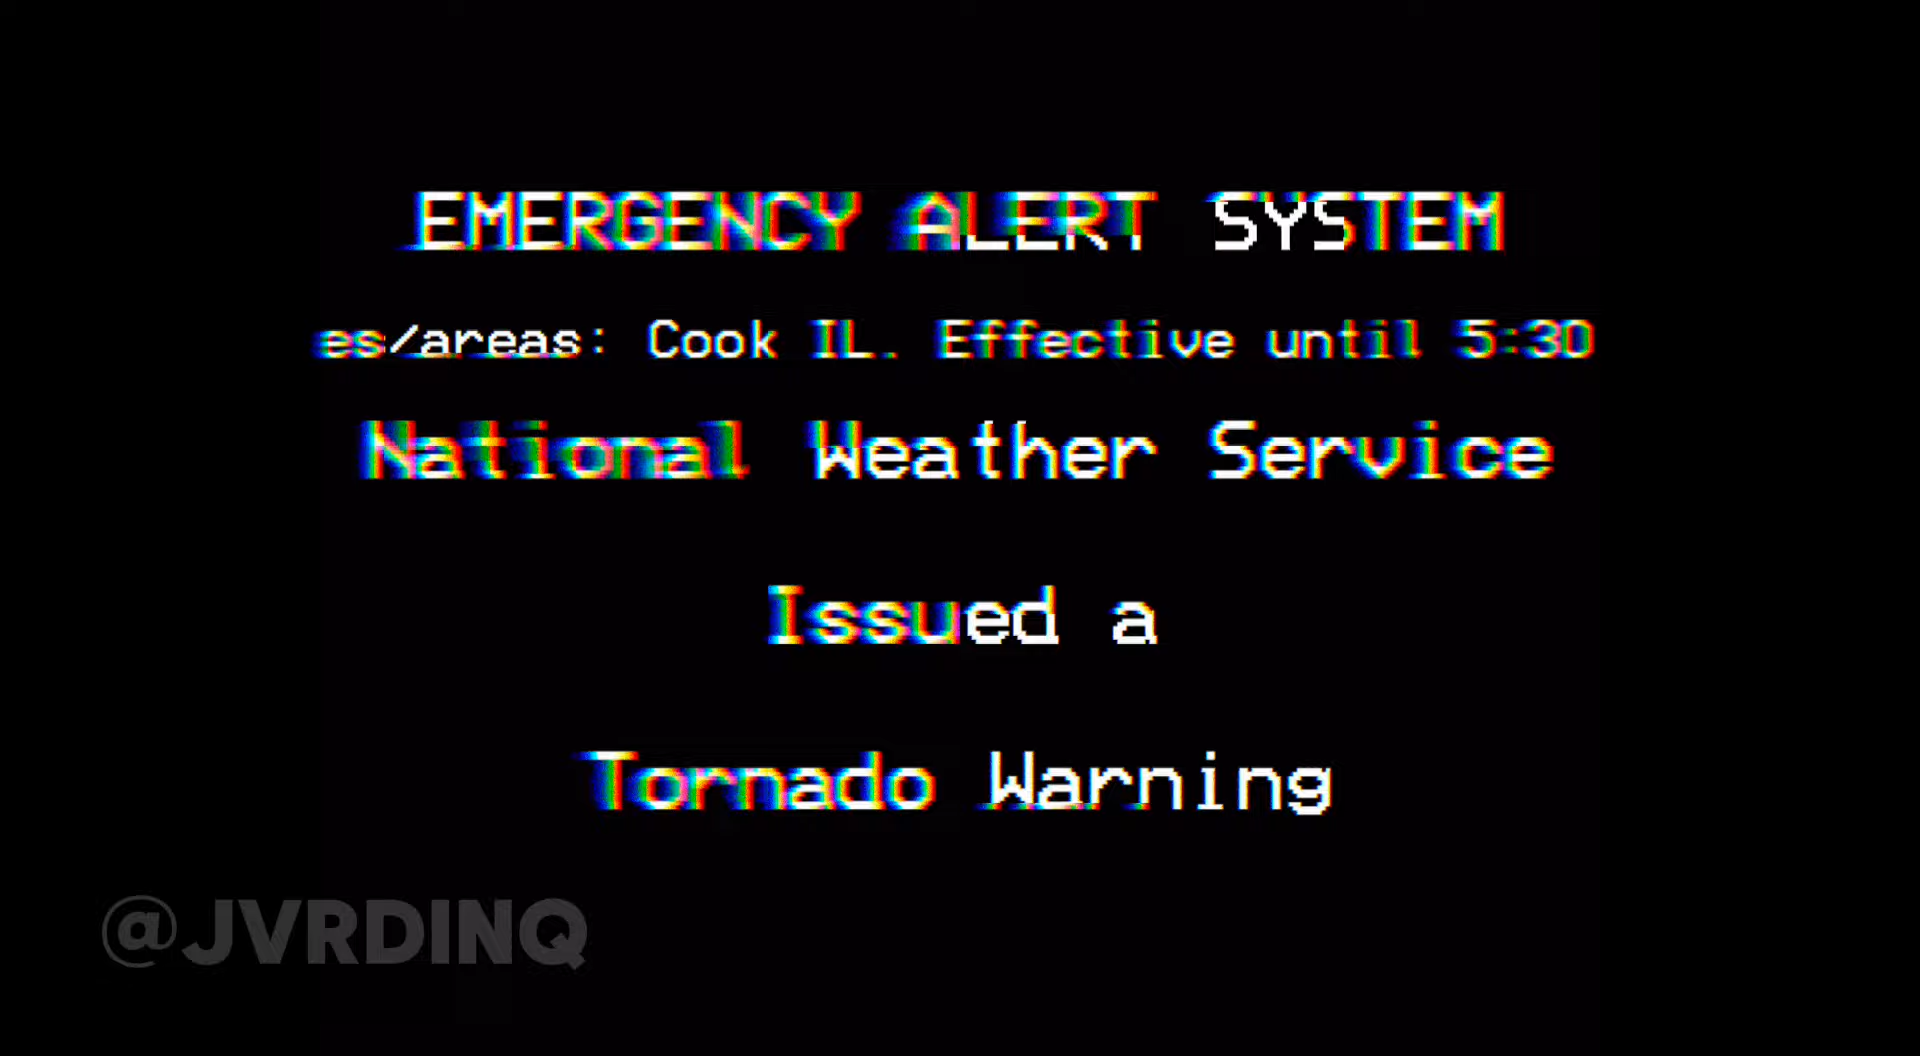 EMERGENCY ALERT SYSTEM
es/areas: Cook IL. Effective until 5:30
National Weather Service
Issued a
Tornado Warning
@JVRDINQ